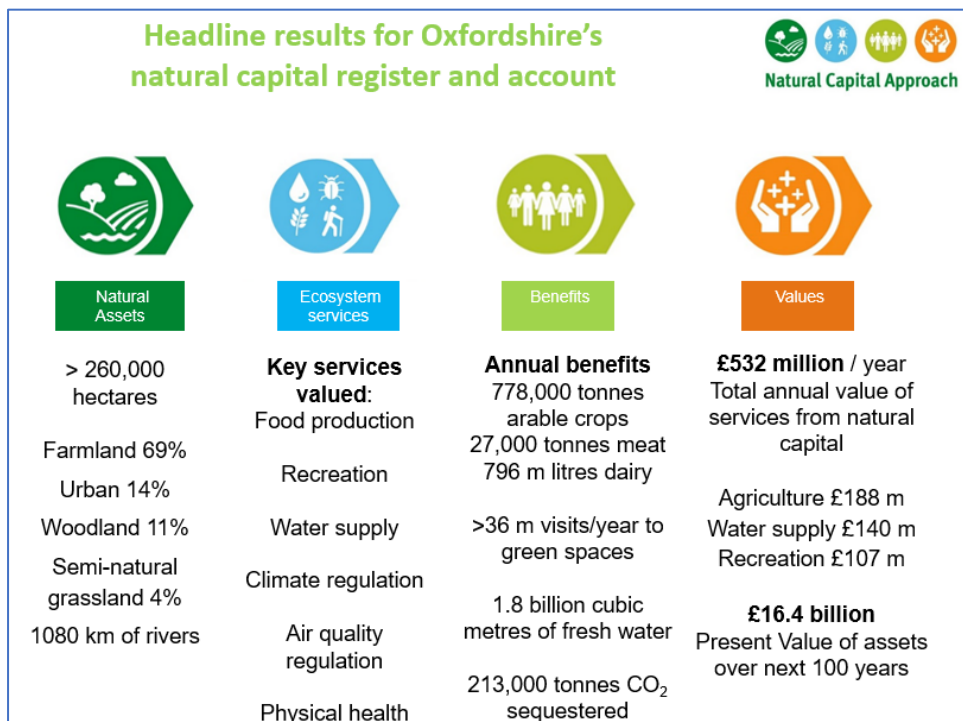 Headline results for Oxfordshire's
natural capital register and account
Natural Capital Approach
Natural
Assets
> 260,000
hectares
Farmland 69%
Urban 14%
Woodland 11%
Semi-natural
grassland 4%
1080 km of rivers
Ecosystem
services
Key services
valued:
Food production
Recreation
Water supply
Climate regulation
Air quality
regulation
Physical health
Benefits
Annual benefits
778,000 tonnes
arable crops
27,000 tonnes meat
796 m litres dairy
>36 m visits/year to
green spaces
1.8 billion cubic
metres of fresh water
213,000 tonnes CO₂
sequestered
Values
£532 million / year
Total annual value of
services from natural
capital
Agriculture £188 m
Water supply £140 m
Recreation £107 m
£16.4 billion
Present Value of assets
over next 100 years